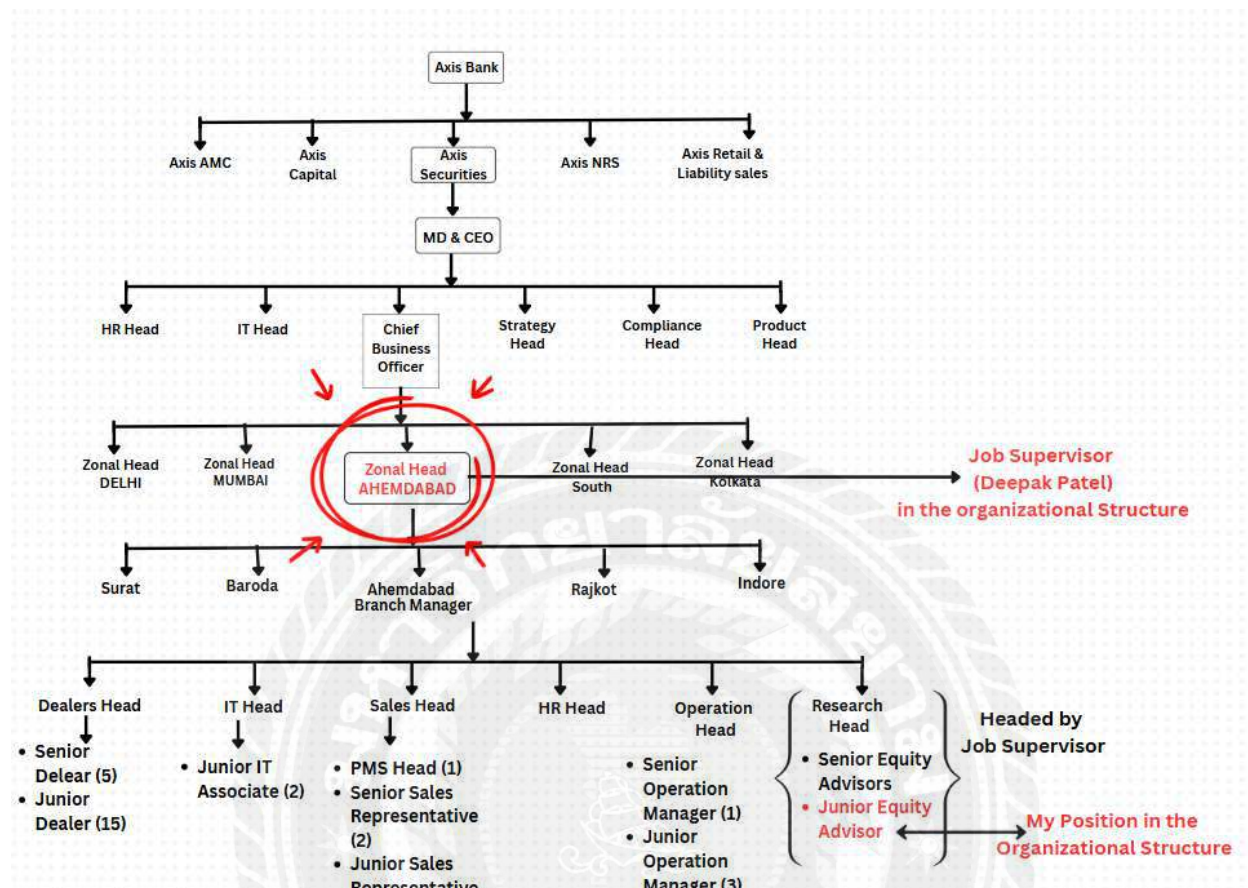 Axis Bank
Axis AMC
Axis
Capital
Axis
Securities
Axis NRS
Axis Retail &
Liability sales
MD & CEO
HR Head
IT Head
Chief
Business
Officer
Strategy
Head
Compliance
Head
Product
Head
Zonal Head
DELHI
Zonal Head
MUMBAI
Zonal Head
AHEMDABAD
Zonal Head
South
Zonal Head
Kolkata
Job Supervisor
(Deepak Patel)
in the organizational Structure
Surat
Baroda
Ahemdabad
Branch Manager
Rajkot
Indore
Dealers Head
• Senior
Delear (5)
• Junior
Dealer (15)
IT Head
• Junior IT
Associate (2)
Sales Head
• PMS Head (1)
• Senior Sales
Representative
(2)
• Junior Sales
Representative
HR Head
Operation
Head
• Senior
Operation
Manager (1)
• Junior
Operation
Manager (3)
Research
Head
• Senior Equity
Advisors
• Junior Equity
Advisor
Headed by
Job Supervisor
My Position in the
Organizational Structure